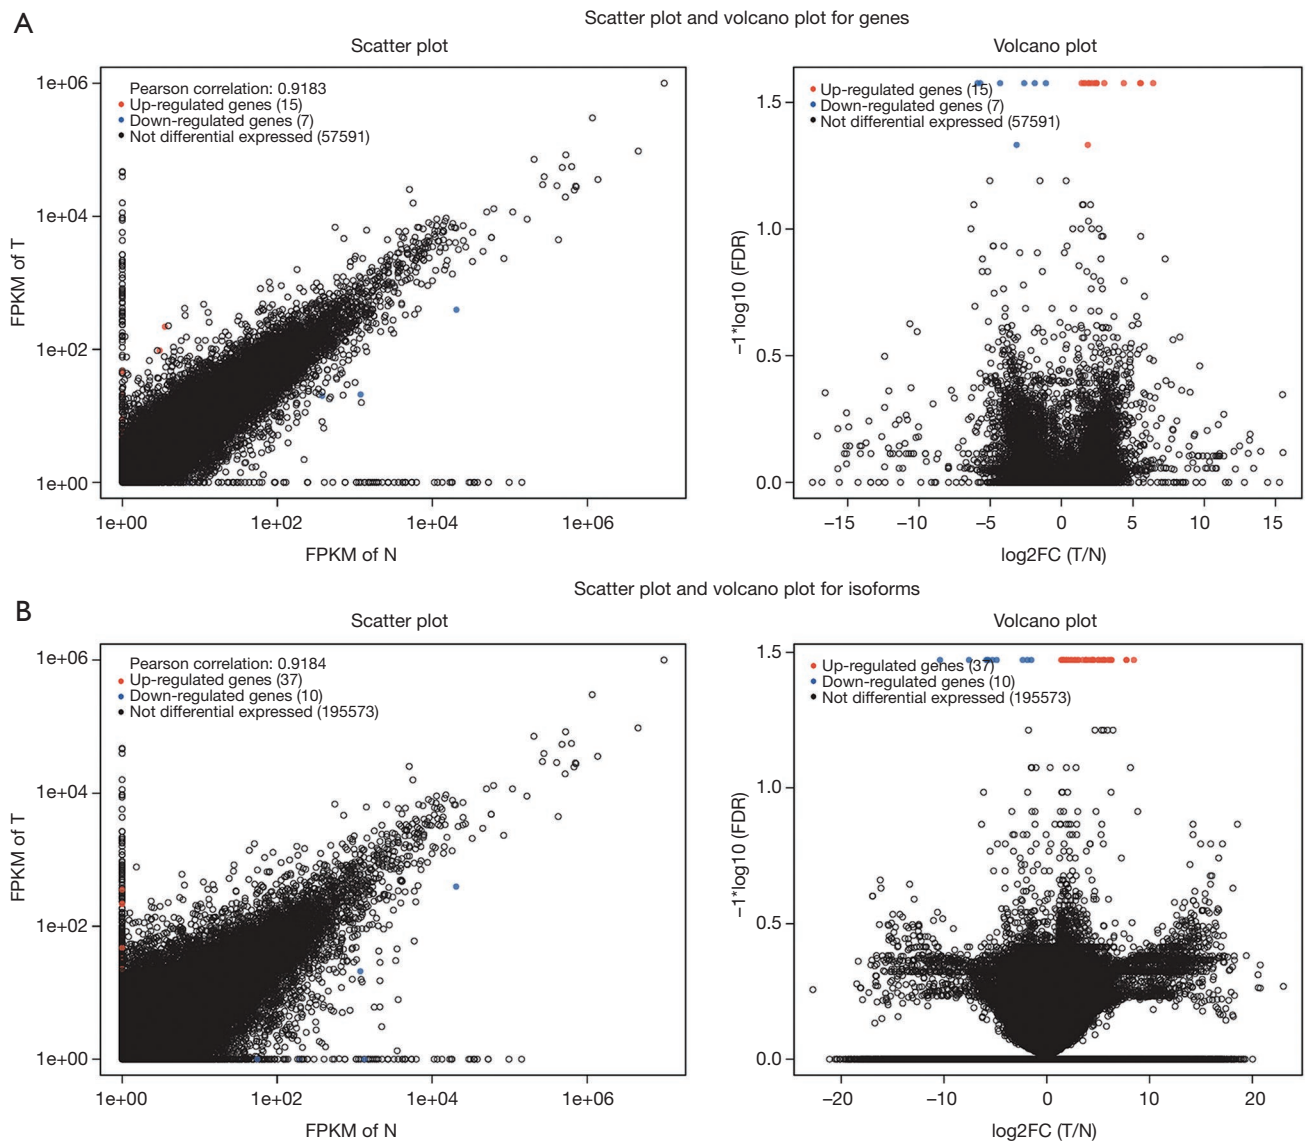 A
Scatter plot and volcano plot for genes
Scatter plot
Pearson correlation: 0.9183
Up-regulated genes (15)
Down-regulated genes (7)
Not differential expressed (57591)
1e+06
1e+04
1e+02
1e+00
FPKM of T
1e+00 1e+02 1e+04 1e+06
FPKM of N
Volcano plot
Up-regulated genes (15)
Down-regulated genes (7)
Not differential expressed (57591)
1.5
1.0
0.5
0.0
−1*log10 (FDR)
−15 −10 −5 0 5 10 15
log2FC (T/N)
B
Scatter plot and volcano plot for isoforms
Scatter plot
Pearson correlation: 0.9184
Up-regulated genes (37)
Down-regulated genes (10)
Not differential expressed (195573)
1e+06
1e+04
1e+02
1e+00
FPKM of T
1e+00 1e+02 1e+04 1e+06
FPKM of N
Volcano plot
Up-regulated genes (37)
Down-regulated genes (10)
Not differential expressed (195573)
1.5
1.0
0.5
0.0
−1*log10 (FDR)
−20 −10 0 10 20
log2FC (T/N)